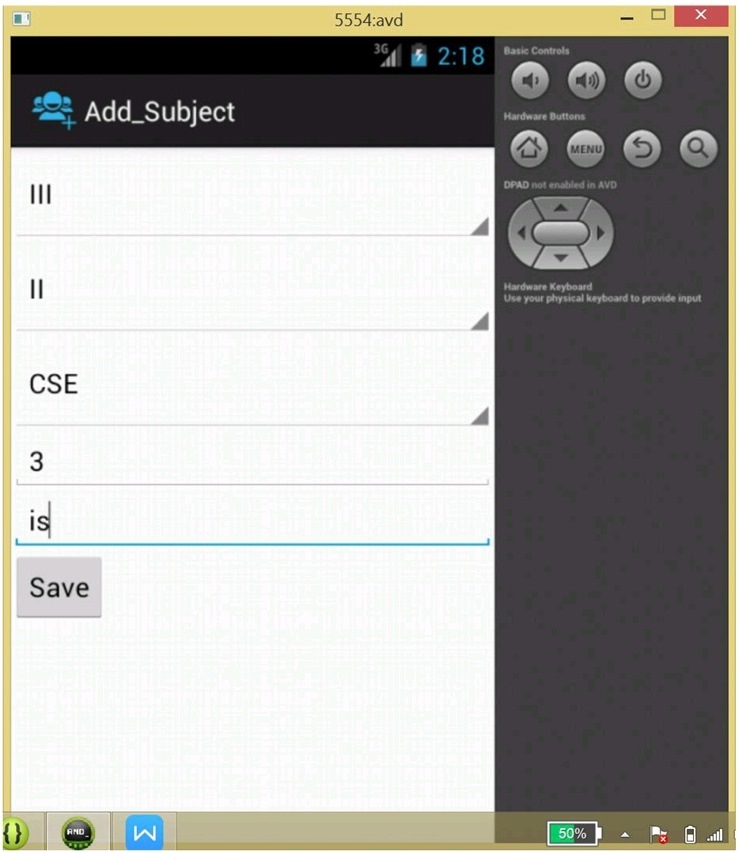 5554:avd
3G 2:18
Add_Subject
III
II
CSE
3
is
Save
Basic Controls
Hardware Buttons
MENU
DPAD not enabled in AVD
Hardware Keyboard
Use your physical keyboard to provide input
AND_
50%